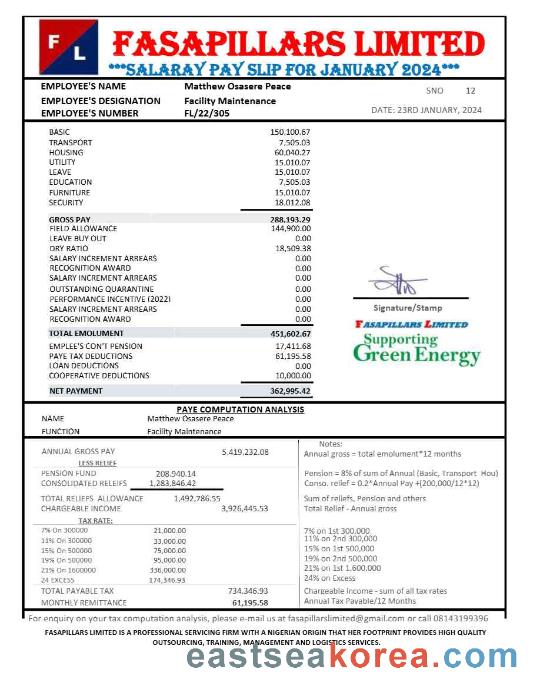 F L
FASAPILLARS LIMITED
***SALARAY PAY SLIP FOR JANUARY 2024***
EMPLOYEE'S NAME Matthew Osasere Peace SNO 12
EMPLOYEE'S DESIGNATION Facility Maintenance
EMPLOYEE'S NUMBER FL/22/305 DATE: 23RD JANUARY, 2024
BASIC 150,100.67
TRANSPORT 7,505.03
HOUSING 60,040.27
UTILITY 15,010.07
LEAVE 15,010.07
EDUCATION 7,505.03
FURNITURE 15,010.07
SECURITY 18,012.08
GROSS PAY 288,193.29
FIELD ALLOWANCE 144,900.00
LEAVE BUY OUT 0.00
DRY RATIO 18,509.38
SALARY INCREMENT ARREARS 0.00
RECOGNITION AWARD 0.00
SALARY INCREMENT ARREARS 0.00
OUTSTANDING QUARANTINE 0.00
PERFORMANCE INCENTIVE (2022) 0.00
SALARY INCREMENT ARREARS 0.00
RECOGNITION AWARD 0.00
Signature/Stamp
FASAPILLARS LIMITED
Supporting
Green Energy
TOTAL EMOLUMENT 451,602.67
EMPLEE'S CON'T PENSION 17,411.68
PAYE TAX DEDUCTIONS 61,195.58
LOAN DEDUCTIONS 0.00
COOPERATIVE DEDUCTIONS 10,000.00
NET PAYMENT 362,995.42
PAYE COMPUTATION ANALYSIS
NAME Matthew Osasere Peace
FUNCTION Facility Maintenance
Notes:
ANNUAL GROSS PAY 5,419,232.08 Annual gross = total emolument*12 months
LESS RELIEF
PENSION FUND 208,940.14 Pension = 8% of sum of Annual (Basic, Transport Hou)
CONSOLIDATED RELEIFS 1,283,846.42 Conso. relief = 0.2*Annual Pay +(200,000/12*12)
TOTAL RELIEFS ALLOWANCE 1,492,786.55 Sum of reliefs, Pension and others
CHARGEABLE INCOME 3,926,445.53 Total Relief - Annual gross
TAX RATE:
7% On 300000 21,000.00 7% on 1st 300,000
11% On 300000 33,000.00 11% on 2nd 300,000
15% On 500000 75,000.00 15% on 1st 500,000
19% On 500000 95,000.00 19% on 2nd 500,000
21% On 1600000 336,000.00 21% on 1st 1,600,000
24 EXCESS 174,346.93 24% on Excess
TOTAL PAYABLE TAX 734,346.93 Chargeable Income - sum of all tax rates
MONTHLY REMITTANCE 61,195.58 Annual Tax Payable/12 Months
For enquiry on your tax computation analysis, please e-mail us at fasapillarslimited@gmail.com or call 08143199396
FASAPILLARS LIMITED IS A PROFESSIONAL SERVICING FIRM WITH A NIGERIAN ORIGIN THAT HER FOOTPRINT PROVIDES HIGH QUALITY
OUTSOURCING, TRAINING, MANAGEMENT AND LOGISTICS SERVICES.
eastseakorea.com